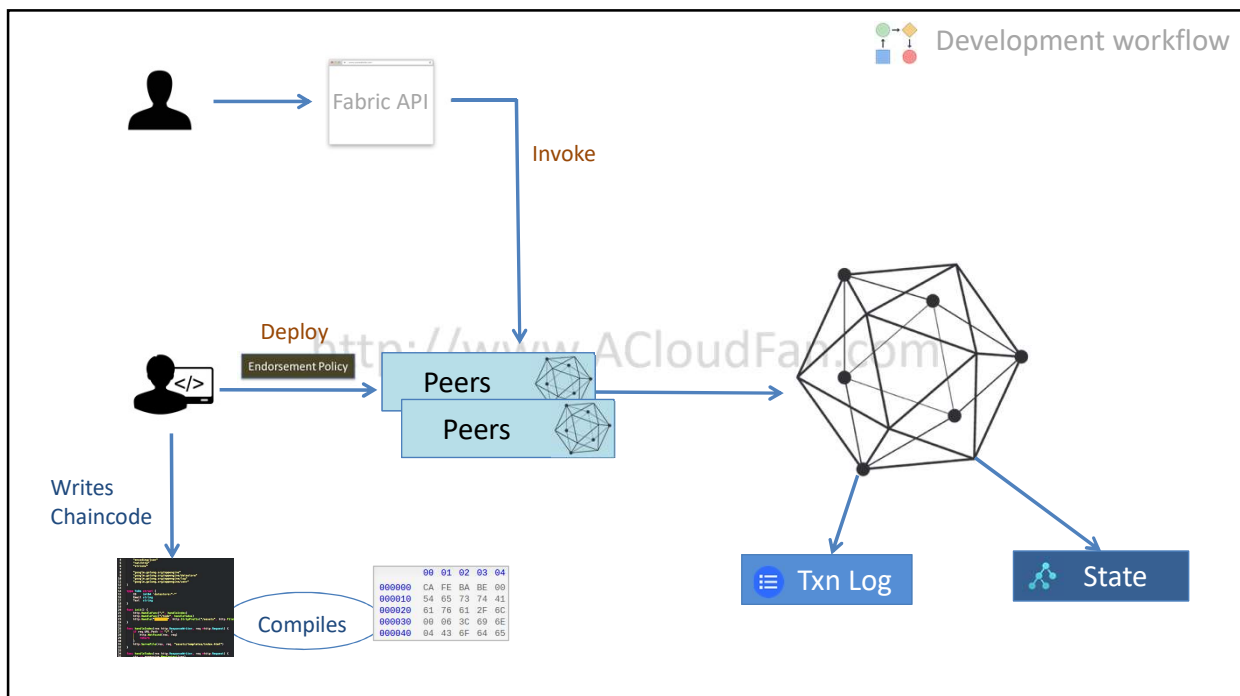 Development workflow
Fabric API
Invoke
Deploy
http://www.ACloudFan.com
Endorsement Policy
</>
Peers
Peers
Writes
Chaincode
Txn Log
State
Compiles
00 01 02 03 04
000000 CA FE BA BE 00
000010 54 65 73 74 41
000020 61 76 61 2F 6C
000030 00 06 3C 69 6E
000040 04 43 6F 64 65